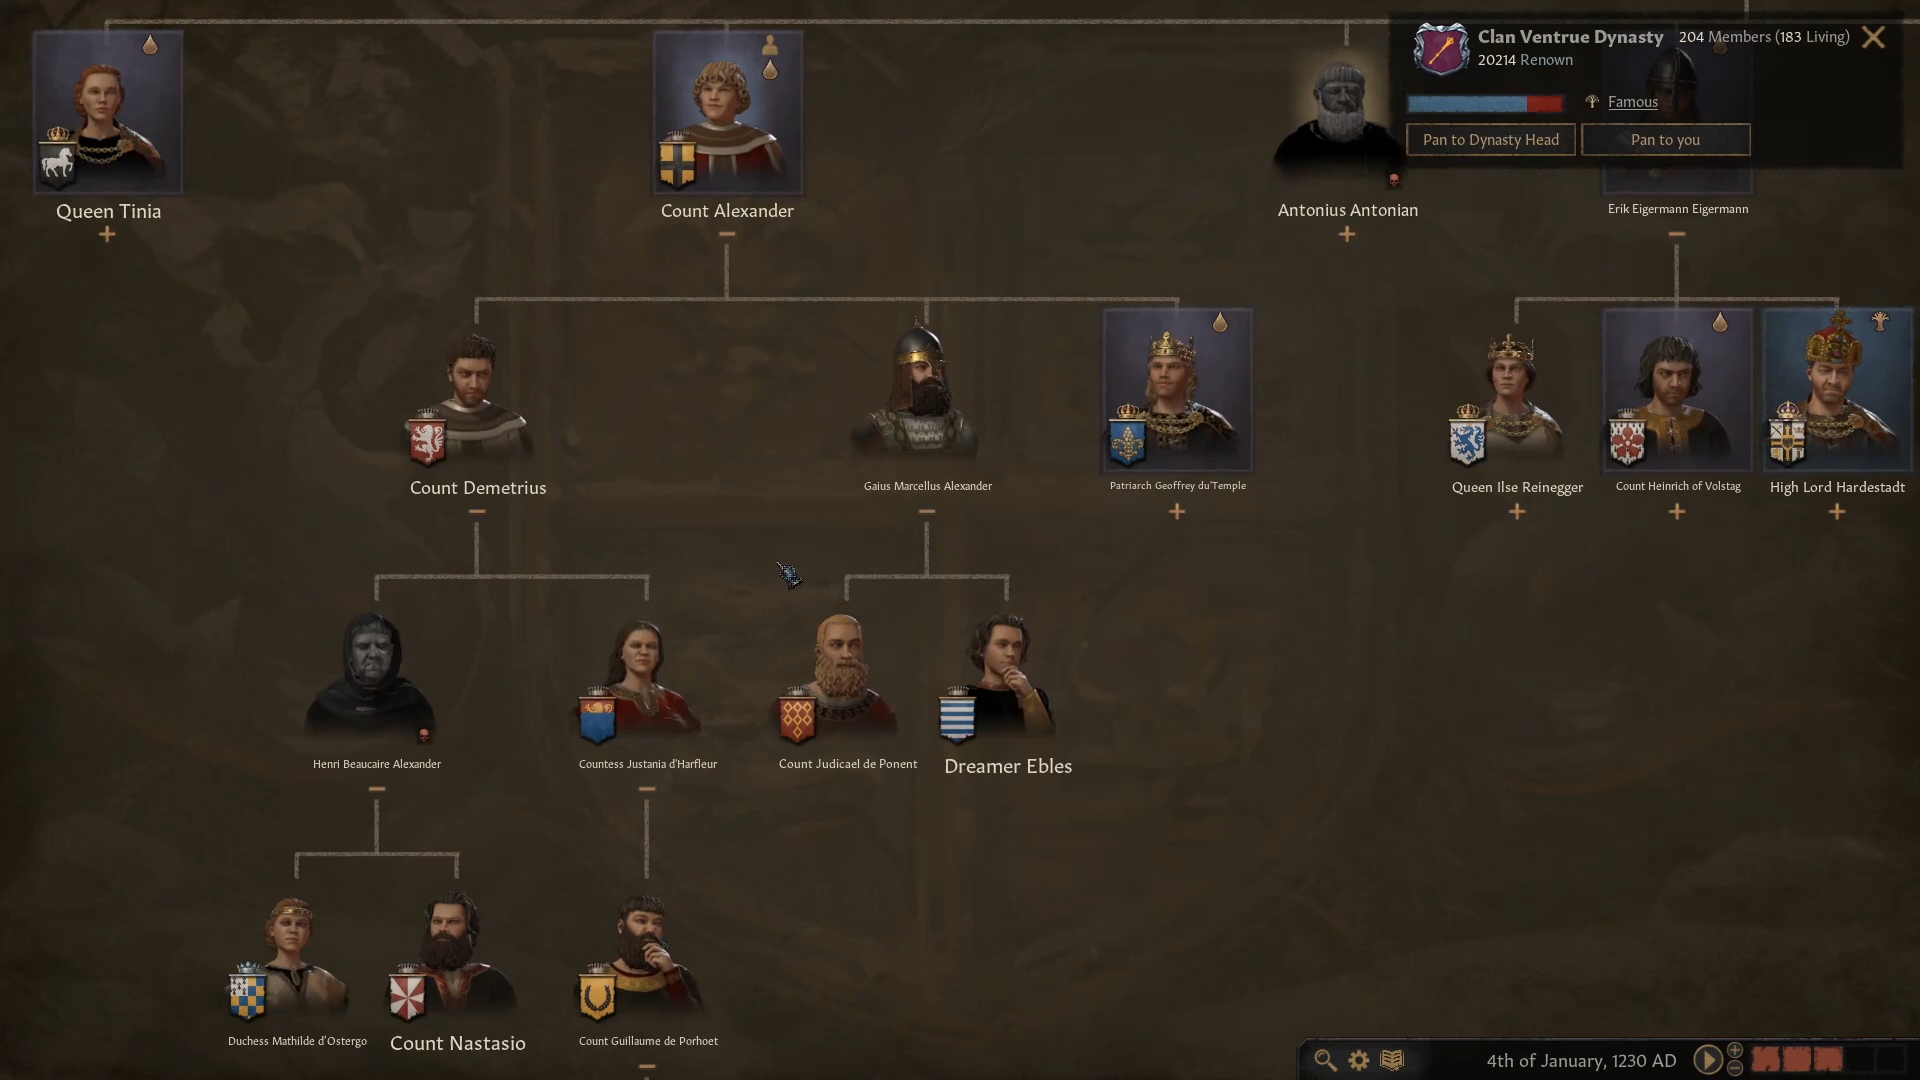 Clan Ventrue Dynasty
204 Members (183 Living)
20214 Renown
Famous
Pan to Dynasty Head
Pan to you
Queen Tinia
Count Alexander
Antonius Antonian
Erik Eigermann Eigermann
Count Demetrius
Gaius Marcellus Alexander
Patriarch Geoffrey du'Temple
Queen Ilse Reinegger
Count Heinrich of Volstag
High Lord Hardestadt
Henri Beaucaire Alexander
Countess Justania d'Harfleur
Count Judicael de Ponent
Dreamer Ebles
Duchess Mathilde d'Ostergo
Count Nastasio
Count Guillaume de Porhoet
4th of January, 1230 AD